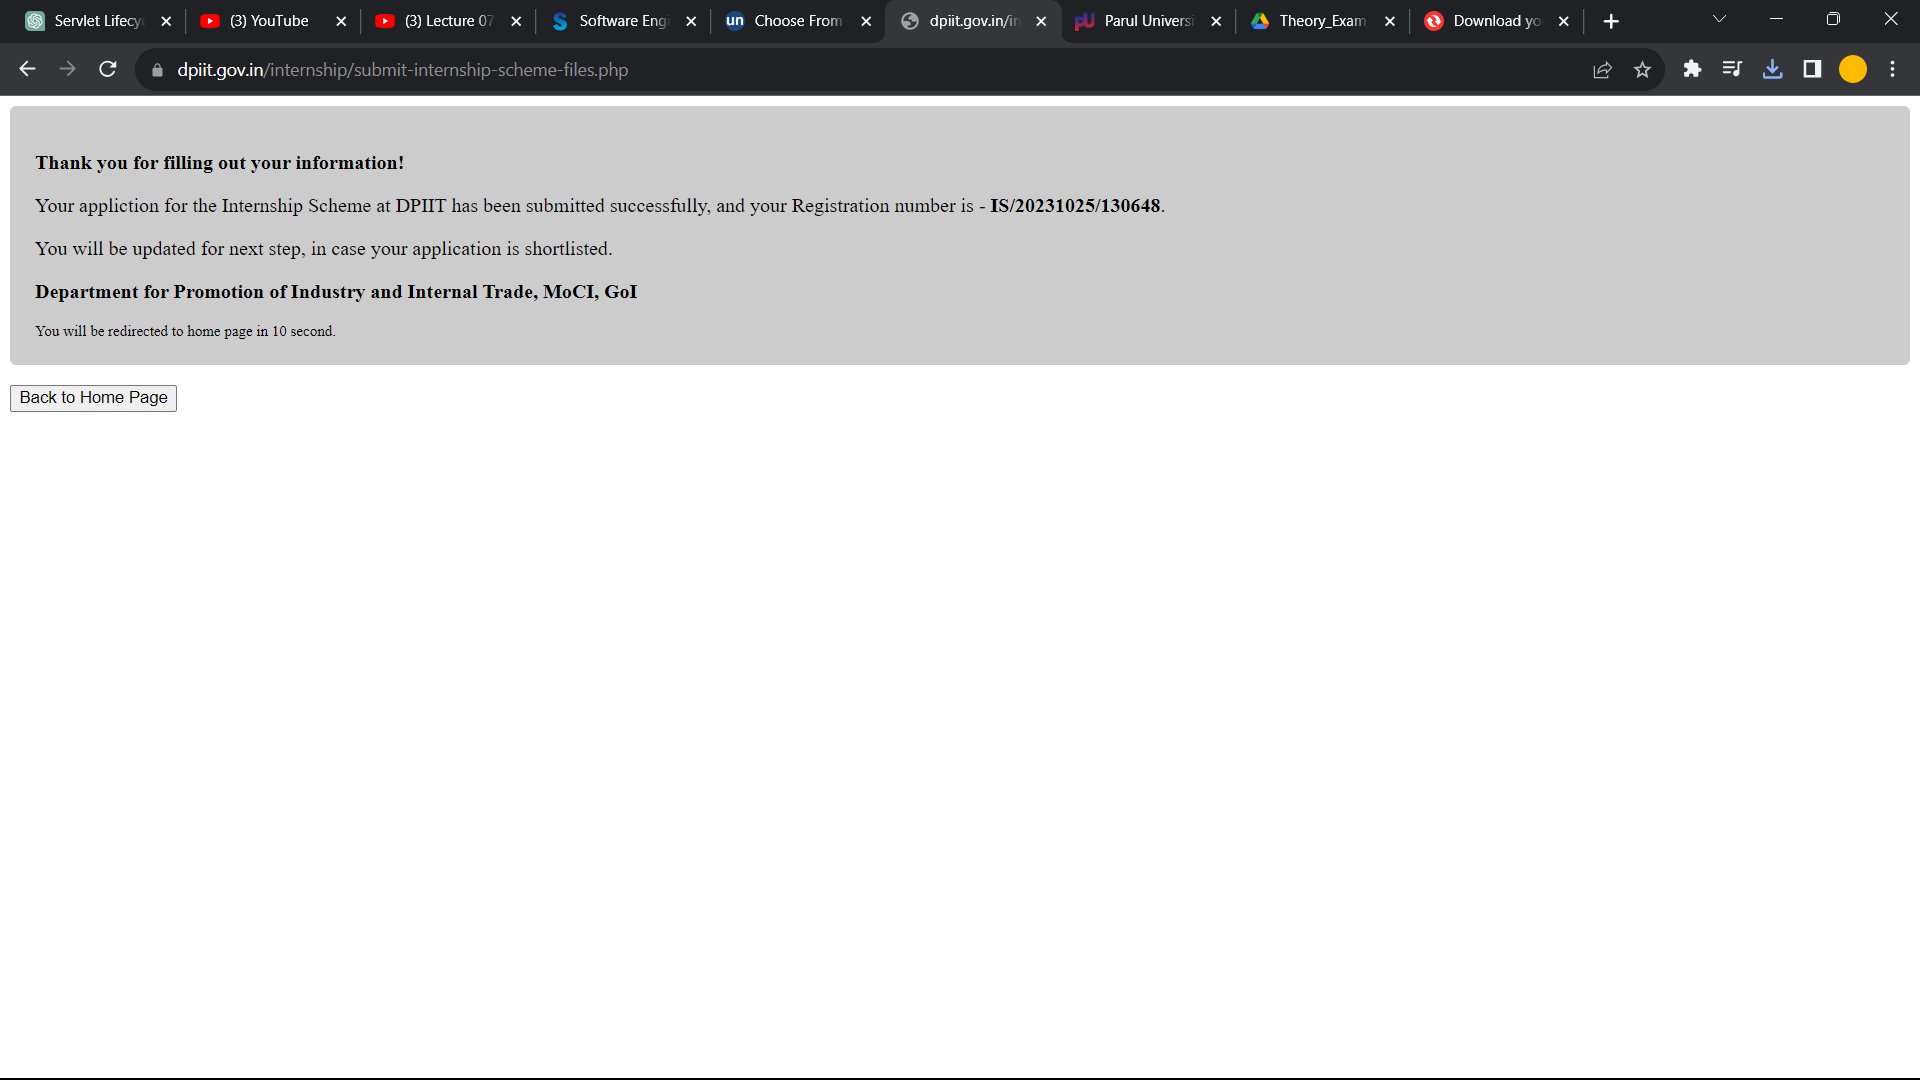 Servlet Lifecy
(3) YouTube
(3) Lecture 07
Software Engi
un Choose From
dpiit.gov.in/in
pU Parul Universi
Theory_Exam
Download yo
dpiit.gov.in/internship/submit-internship-scheme-files.php
Thank you for filling out your information!
Your appliction for the Internship Scheme at DPIIT has been submitted successfully, and your Registration number is - IS/20231025/130648.
You will be updated for next step, in case your application is shortlisted.
Department for Promotion of Industry and Internal Trade, MoCI, GoI
You will be redirected to home page in 10 second.
Back to Home Page